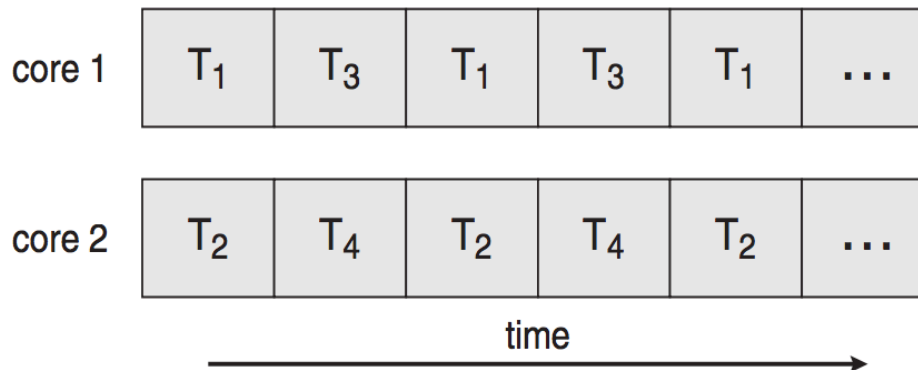 core 1 T₁ T₃ T₁ T₃ T₁ ...
core 2 T₂ T₄ T₂ T₄ T₂ ...
time